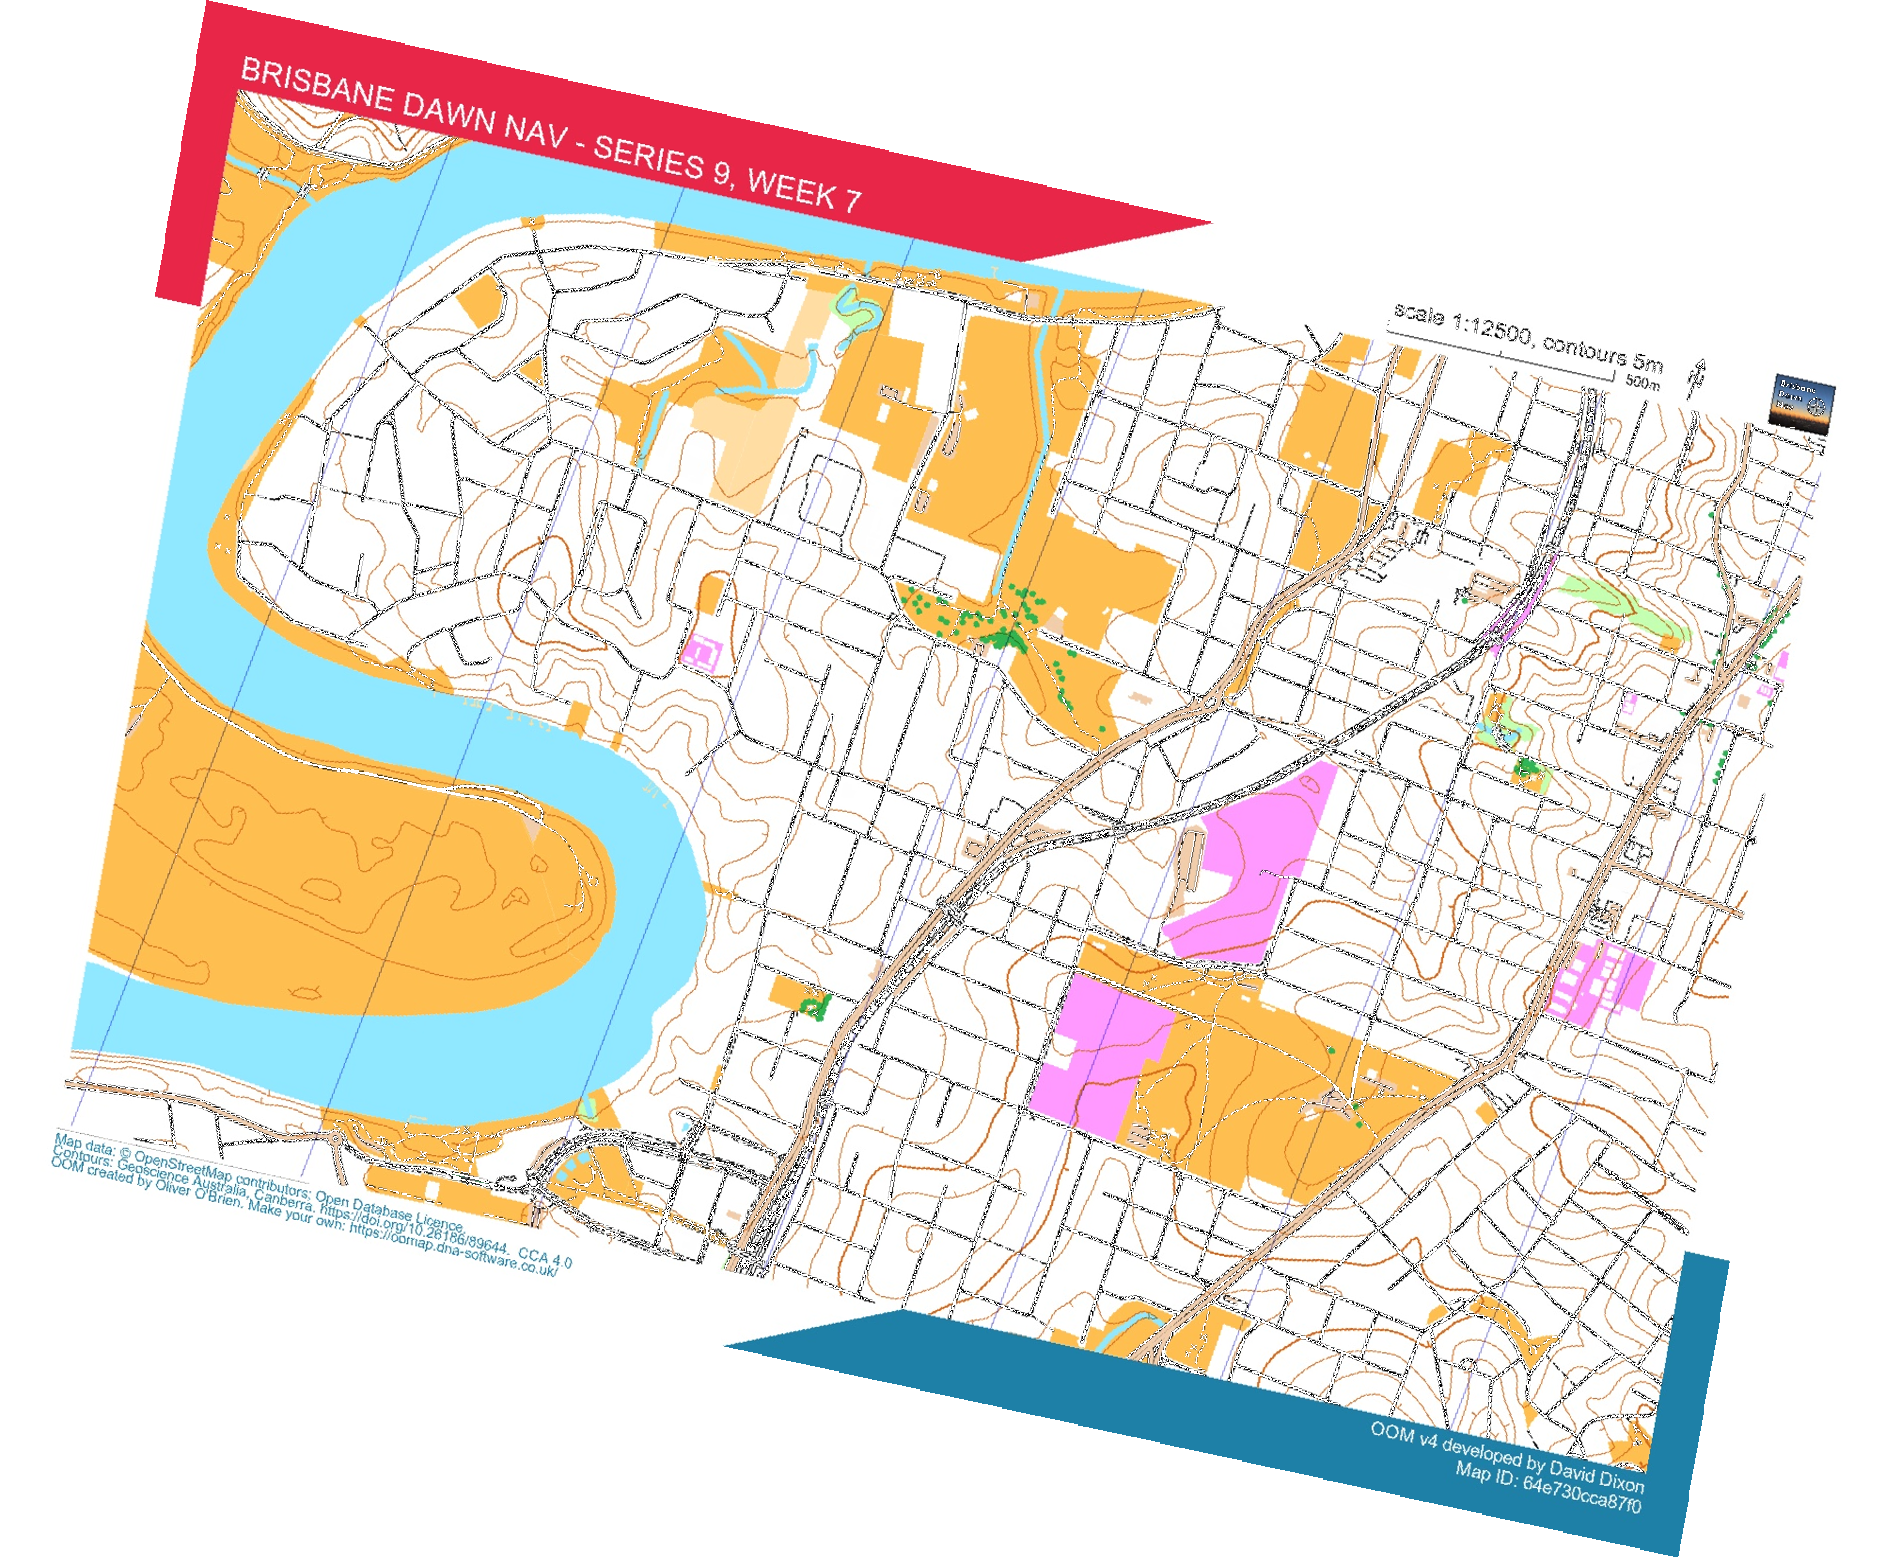 BRISBANE DAWN NAV - SERIES 9, WEEK 7
scale 1:12500, contours 5m
500m
Brisbane
Dawn
Map data: © OpenStreetMap contributors: Open Database Licence.
Contours: Geoscience Australia, Canberra. https://doi.org/10.26186/89644. CCA 4.0
OOM created by Oliver O'Brien. Make your own: https://oomap.dna-software.co.uk/
OOM v4 developed by David Dixon
Map ID: 64e730cca87f0